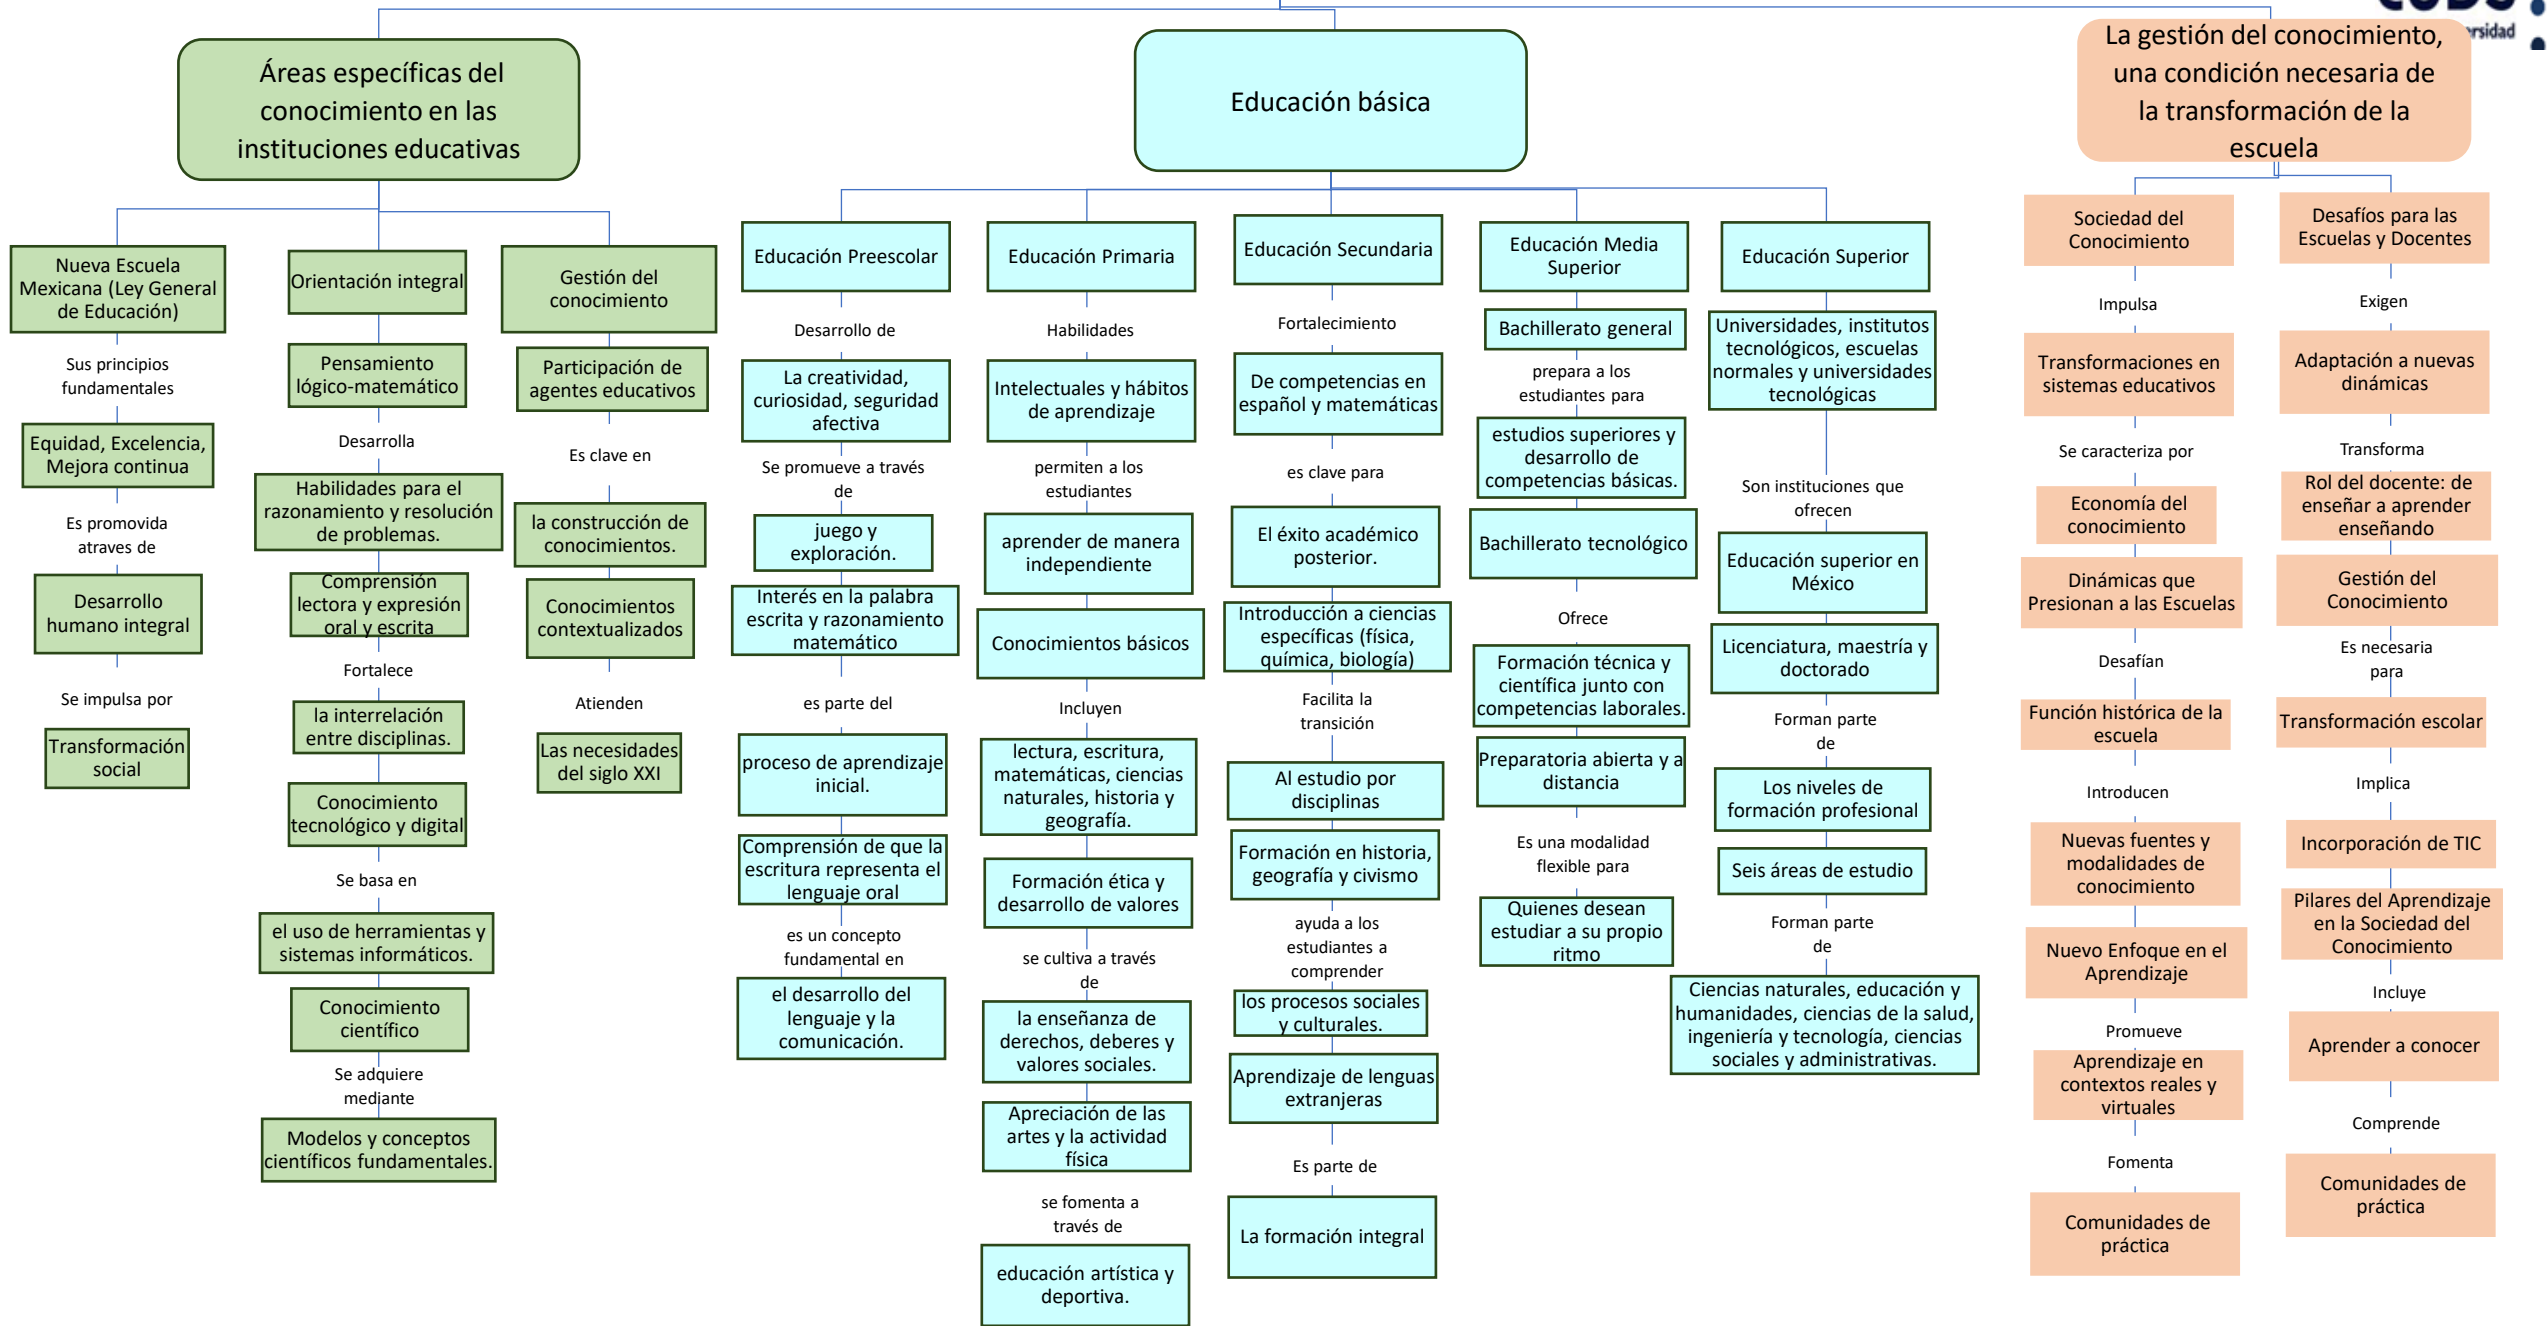 CUDS
ersidad
Áreas específicas del
conocimiento en las
instituciones educativas
Nueva Escuela
Mexicana (Ley General
de Educación)
Sus principios
fundamentales
Equidad, Excelencia,
Mejora continua
Es promovida
atraves de
Desarrollo
humano integral
Se impulsa por
Transformación
social
Orientación integral
Pensamiento
lógico-matemático
Desarrolla
Habilidades para el
razonamiento y resolución
de problemas.
Comprensión
lectora y expresión
oral y escrita
Fortalece
la interrelación
entre disciplinas.
Conocimiento
tecnológico y digital
Se basa en
el uso de herramientas y
sistemas informáticos.
Conocimiento
científico
Se adquiere
mediante
Modelos y conceptos
científicos fundamentales.
Gestión del
conocimiento
Participación de
agentes educativos
Es clave en
la construcción de
conocimientos.
Conocimientos
contextualizados
Atienden
Las necesidades
del siglo XXI
Educación básica
Educación Preescolar
Desarrollo de
La creatividad,
curiosidad, seguridad
afectiva
Se promueve a través
de
juego y
exploración.
Interés en la palabra
escrita y razonamiento
matemático
es parte del
proceso de aprendizaje
inicial.
Comprensión de que la
escritura representa el
lenguaje oral
es un concepto
fundamental en
el desarrollo del
lenguaje y la
comunicación.
Educación Primaria
Habilidades
Intelectuales y hábitos
de aprendizaje
permiten a los
estudiantes
aprender de manera
independiente
Conocimientos básicos
Incluyen
lectura, escritura,
matemáticas, ciencias
naturales, historia y
geografía.
Formación ética y
desarrollo de valores
se cultiva a través
de
la enseñanza de
derechos, deberes y
valores sociales.
Apreciación de las
artes y la actividad
física
se fomenta a
través de
educación artística y
deportiva.
Educación Secundaria
Fortalecimiento
De competencias en
español y matemáticas
es clave para
El éxito académico
posterior.
Introducción a ciencias
específicas (física,
química, biología)
Facilita la
transición
Al estudio por
disciplinas
Formación en historia,
geografía y civismo
ayuda a los
estudiantes a
comprender
los procesos sociales
y culturales.
Aprendizaje de lenguas
extranjeras
Es parte de
La formación integral
Educación Media
Superior
Bachillerato general
prepara a los
estudiantes para
estudios superiores y
desarrollo de
competencias básicas.
Bachillerato tecnológico
Ofrece
Formación técnica y
científica junto con
competencias laborales.
Preparatoria abierta y a
distancia
Es una modalidad
flexible para
Quienes desean
estudiar a su propio
ritmo
Educación Superior
Universidades, institutos
tecnológicos, escuelas
normales y universidades
tecnológicas
Son instituciones que
ofrecen
Educación superior en
México
Licenciatura, maestría y
doctorado
Forman parte
de
Los niveles de
formación profesional
Seis áreas de estudio
Forman parte
de
Ciencias naturales, educación y
humanidades, ciencias de la salud,
ingeniería y tecnología, ciencias
sociales y administrativas.
La gestión del conocimiento,
una condición necesaria de
la transformación de la
escuela
Sociedad del
Conocimiento
Impulsa
Transformaciones en
sistemas educativos
Se caracteriza por
Economía del
conocimiento
Dinámicas que
Presionan a las Escuelas
Desafían
Función histórica de la
escuela
Introducen
Nuevas fuentes y
modalidades de
conocimiento
Nuevo Enfoque en el
Aprendizaje
Promueve
Aprendizaje en
contextos reales y
virtuales
Fomenta
Comunidades de
práctica
Desafíos para las
Escuelas y Docentes
Exigen
Adaptación a nuevas
dinámicas
Transforma
Rol del docente: de
enseñar a aprender
enseñando
Gestión del
Conocimiento
Es necesaria
para
Transformación escolar
Implica
Incorporación de TIC
Pilares del Aprendizaje
en la Sociedad del
Conocimiento
Incluye
Aprender a conocer
Comprende
Comunidades de
práctica